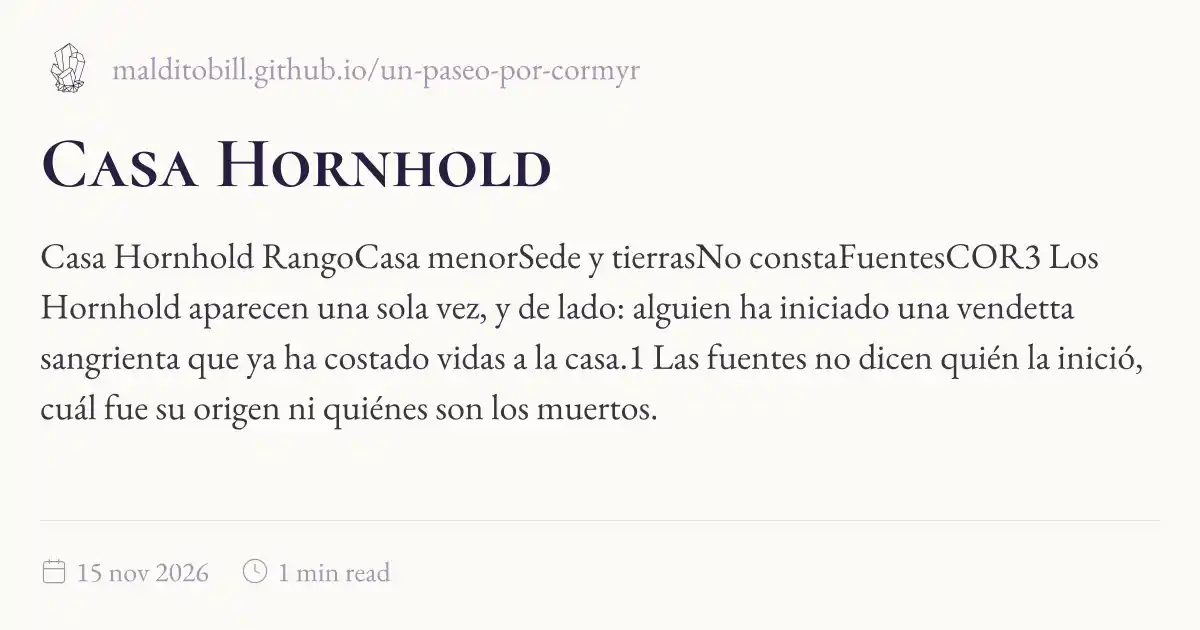 malditobill.github.io/un-paseo-por-cormyr
Casa Hornhold
Casa Hornhold RangoCasa menorSede y tierrasNo constaFuentesCOR3 Los
Hornhold aparecen una sola vez, y de lado: alguien ha iniciado una vendetta
sangrienta que ya ha costado vidas a la casa.1 Las fuentes no dicen quién la inició,
cuál fue su origen ni quiénes son los muertos.
15 nov 2026 1 min read